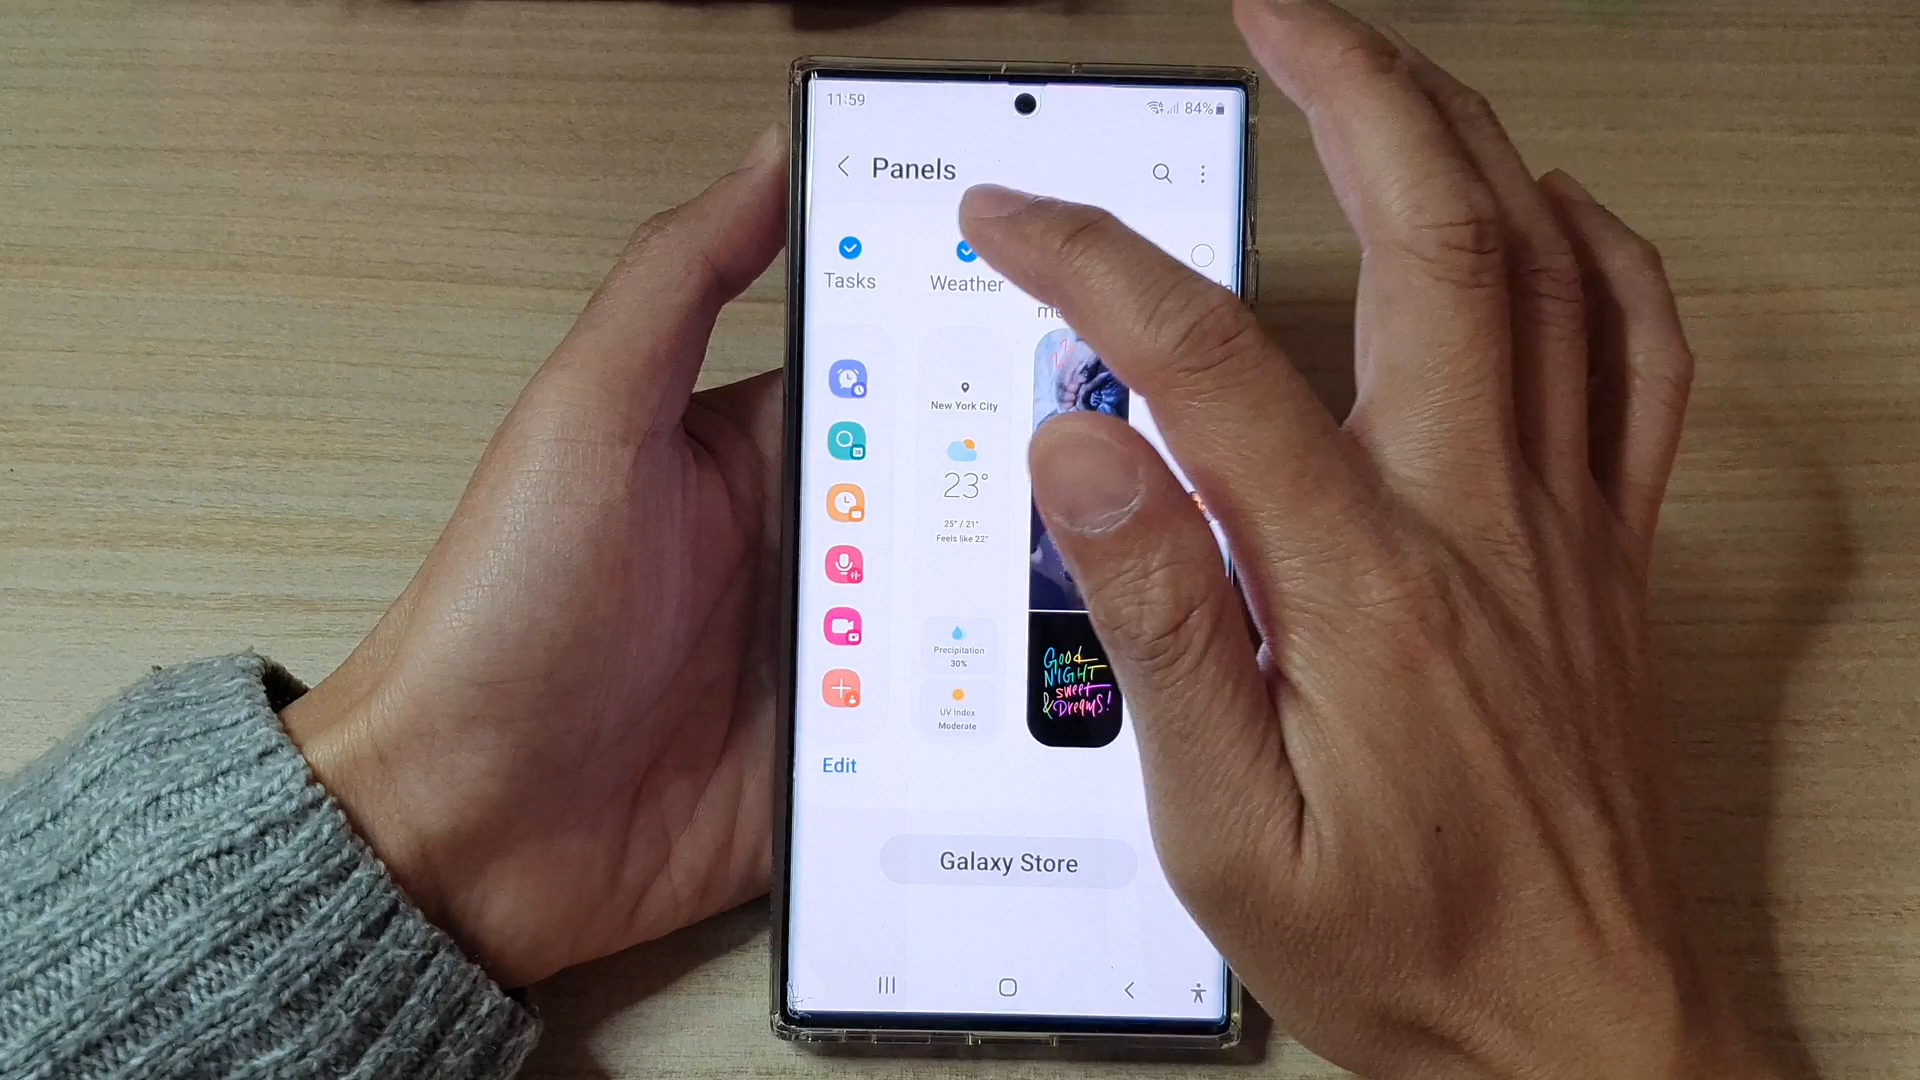 11:59
84%
Panels
Tasks
Weather
me
New York City
23°
25° / 21°
Feels like 22°
Precipitation
30%
UV Index
Moderate
GOOD
NIGHT
sweet
& DreamS!
Edit
Galaxy Store